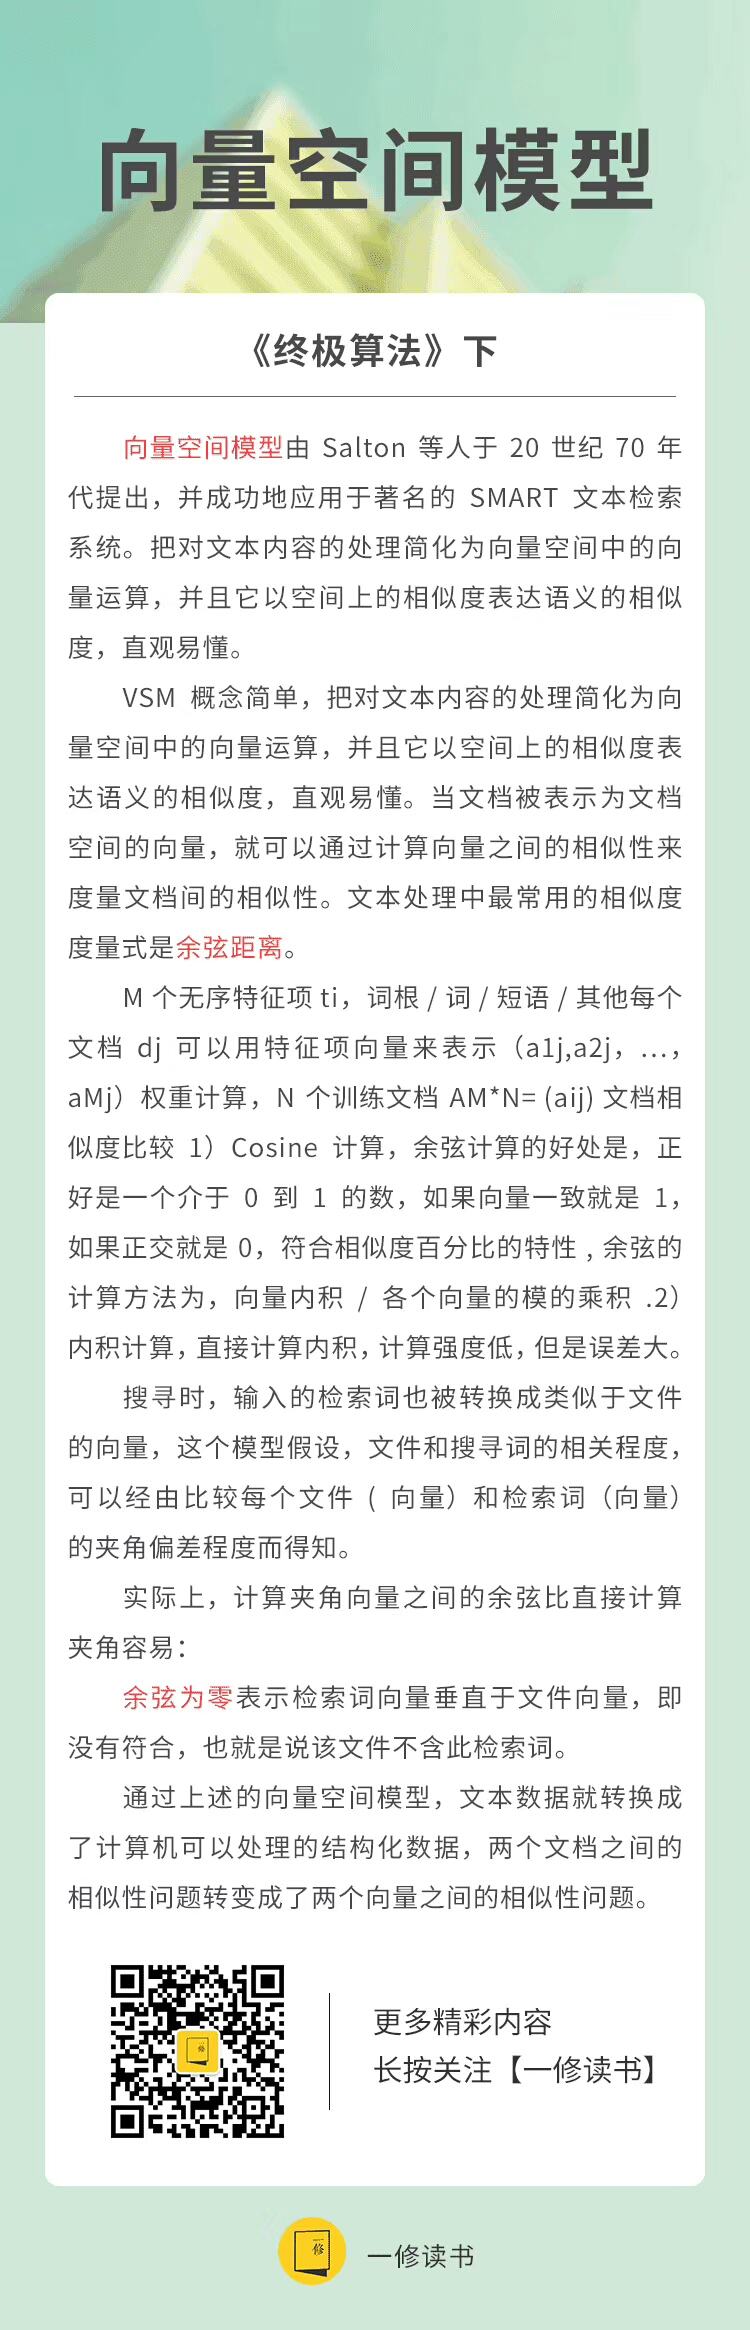 向量空间模型
《终极算法》下
向量空间模型由 Salton 等人于 20 世纪 70 年
代提出，并成功地应用于著名的 SMART 文本检索
系统。把对文本内容的处理简化为向量空间中的向
量运算，并且它以空间上的相似度表达语义的相似
度，直观易懂。
VSM 概念简单，把对文本内容的处理简化为向
量空间中的向量运算，并且它以空间上的相似度表
达语义的相似度，直观易懂。当文档被表示为文档
空间的向量，就可以通过计算向量之间的相似性来
度量文档间的相似性。文本处理中最常用的相似度
度量式是余弦距离。
M 个无序特征项 ti，词根 / 词 / 短语 / 其他每个
文档 dj 可以用特征项向量来表示（a1j,a2j，…，
aMj）权重计算，N 个训练文档 AM*N= (aij) 文档相
似度比较 1）Cosine 计算，余弦计算的好处是，正
好是一个介于 0 到 1 的数，如果向量一致就是 1，
如果正交就是 0，符合相似度百分比的特性 , 余弦的
计算方法为，向量内积 / 各个向量的模的乘积 .2）
内积计算，直接计算内积，计算强度低，但是误差大。
搜寻时，输入的检索词也被转换成类似于文件
的向量，这个模型假设，文件和搜寻词的相关程度，
可以经由比较每个文件 ( 向量）和检索词（向量）
的夹角偏差程度而得知。
实际上，计算夹角向量之间的余弦比直接计算
夹角容易：
余弦为零表示检索词向量垂直于文件向量，即
没有符合，也就是说该文件不含此检索词。
通过上述的向量空间模型，文本数据就转换成
了计算机可以处理的结构化数据，两个文档之间的
相似性问题转变成了两个向量之间的相似性问题。
更多精彩内容
长按关注【一修读书】
一修
一修读书